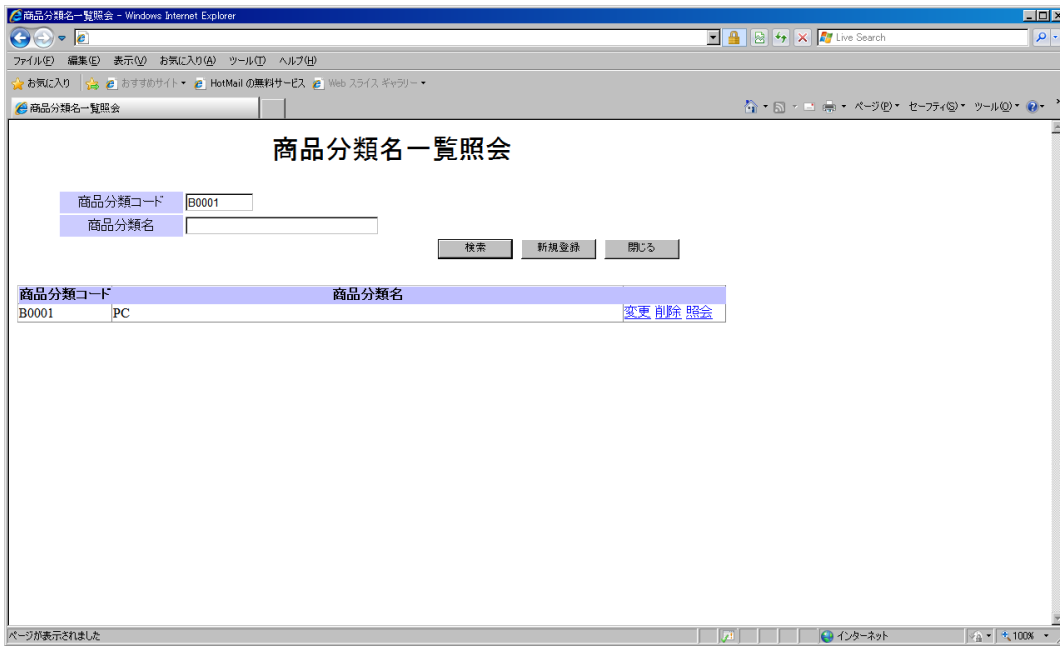 商品分類名一覧照会 - Windows Internet Explorer
Live Search
ファイル(F) 編集(E) 表示(V) お気に入り(A) ツール(T) ヘルプ(H)
お気に入り おすすめサイト HotMail の無料サービス Web スライス ギャラリー
商品分類名一覧照会 ページ(P) セーフティ(S) ツール(O)
商品分類名一覧照会
商品分類コード B0001
商品分類名
検索 新規登録 閉じる
商品分類コード 商品分類名
B0001 PC 変更 削除 照会
ページが表示されました インターネット 100%